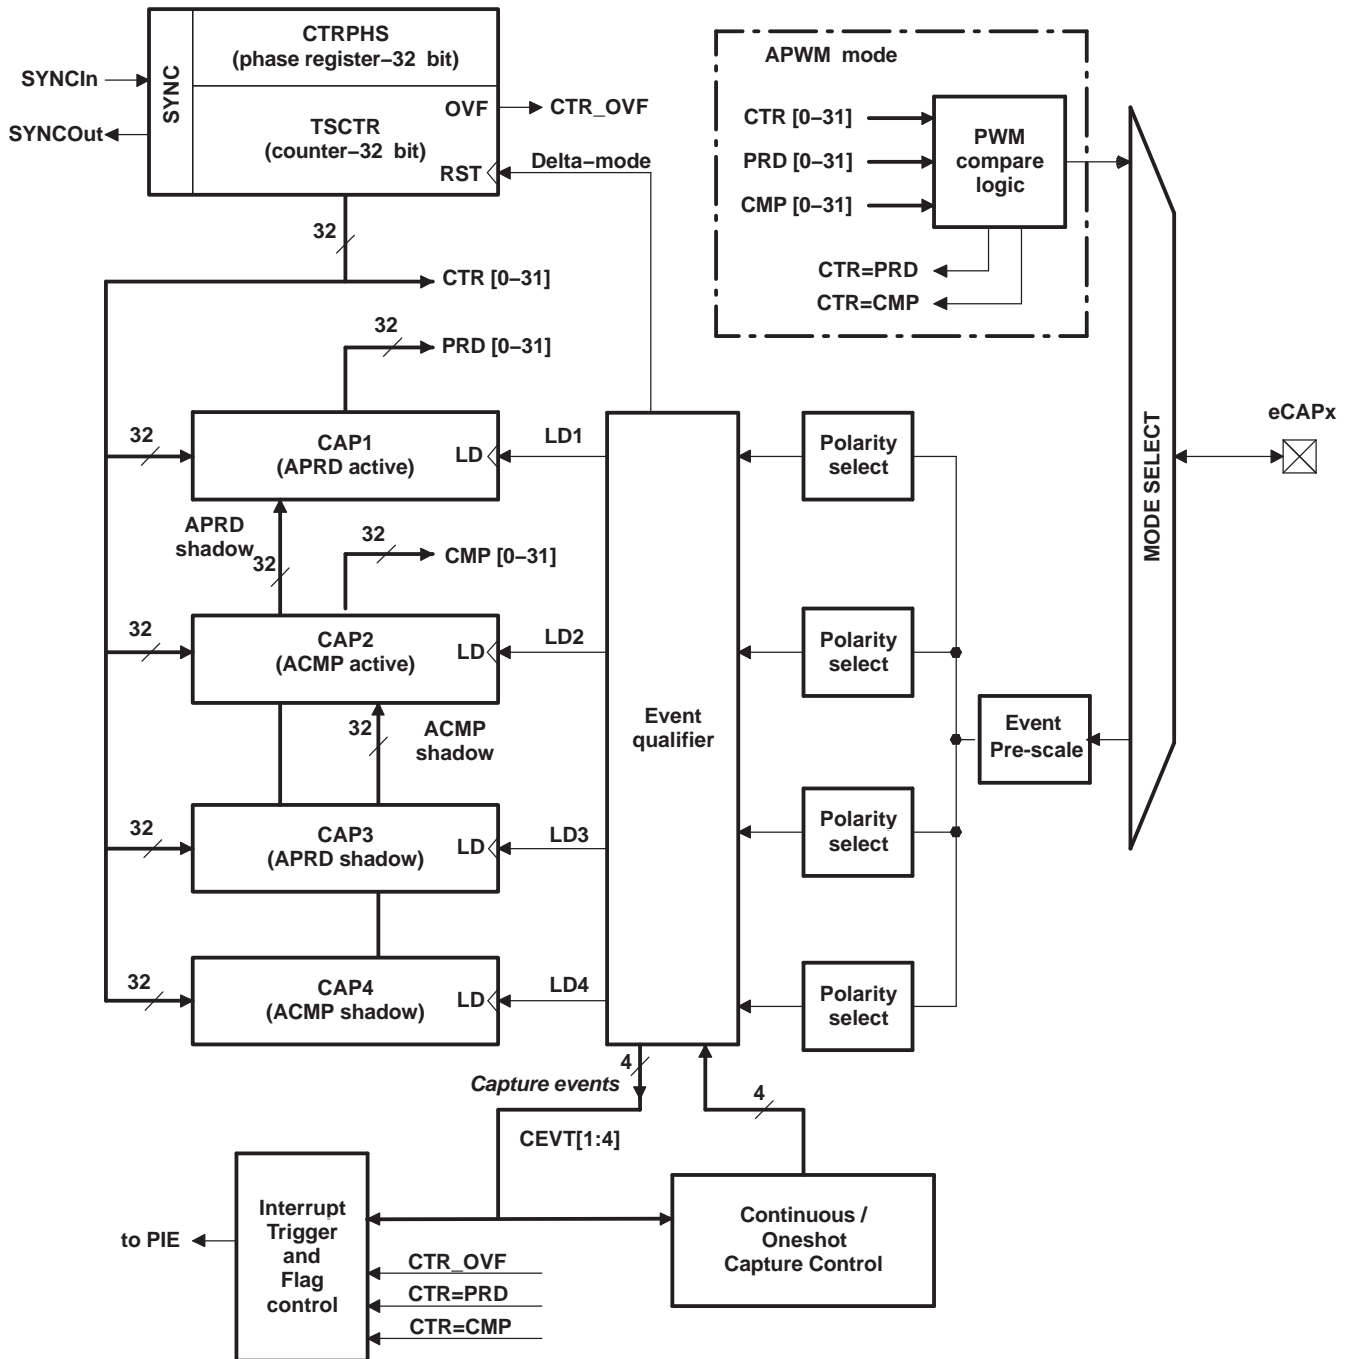 CTRPHS
(phase register−32 bit)
APWM mode
SYNCIn
SYNC
OVF
CTR_OVF
SYNCOut
TSCTR
(counter−32 bit)
RST
Delta−mode
CTR [0−31]
PRD [0−31]
CMP [0−31]
PWM
compare
logic
CTR=PRD
CTR=CMP
32
CTR [0−31]
32
PRD [0−31]
eCAPx
MODE SELECT
32
CAP1
(APRD active)
LD
LD1
Polarity
select
APRD
shadow
32
32
CMP [0−31]
32
CAP2
(ACMP active)
LD
LD2
Polarity
select
32
ACMP
shadow
Event
qualifier
Event
Pre-scale
32
CAP3
(APRD shadow)
LD
LD3
Polarity
select
32
CAP4
(ACMP shadow)
LD
LD4
Polarity
select
4
Capture events
4
CEVT[1:4]
to PIE
Interrupt
Trigger
and
Flag
control
Continuous /
Oneshot
Capture Control
CTR_OVF
CTR=PRD
CTR=CMP